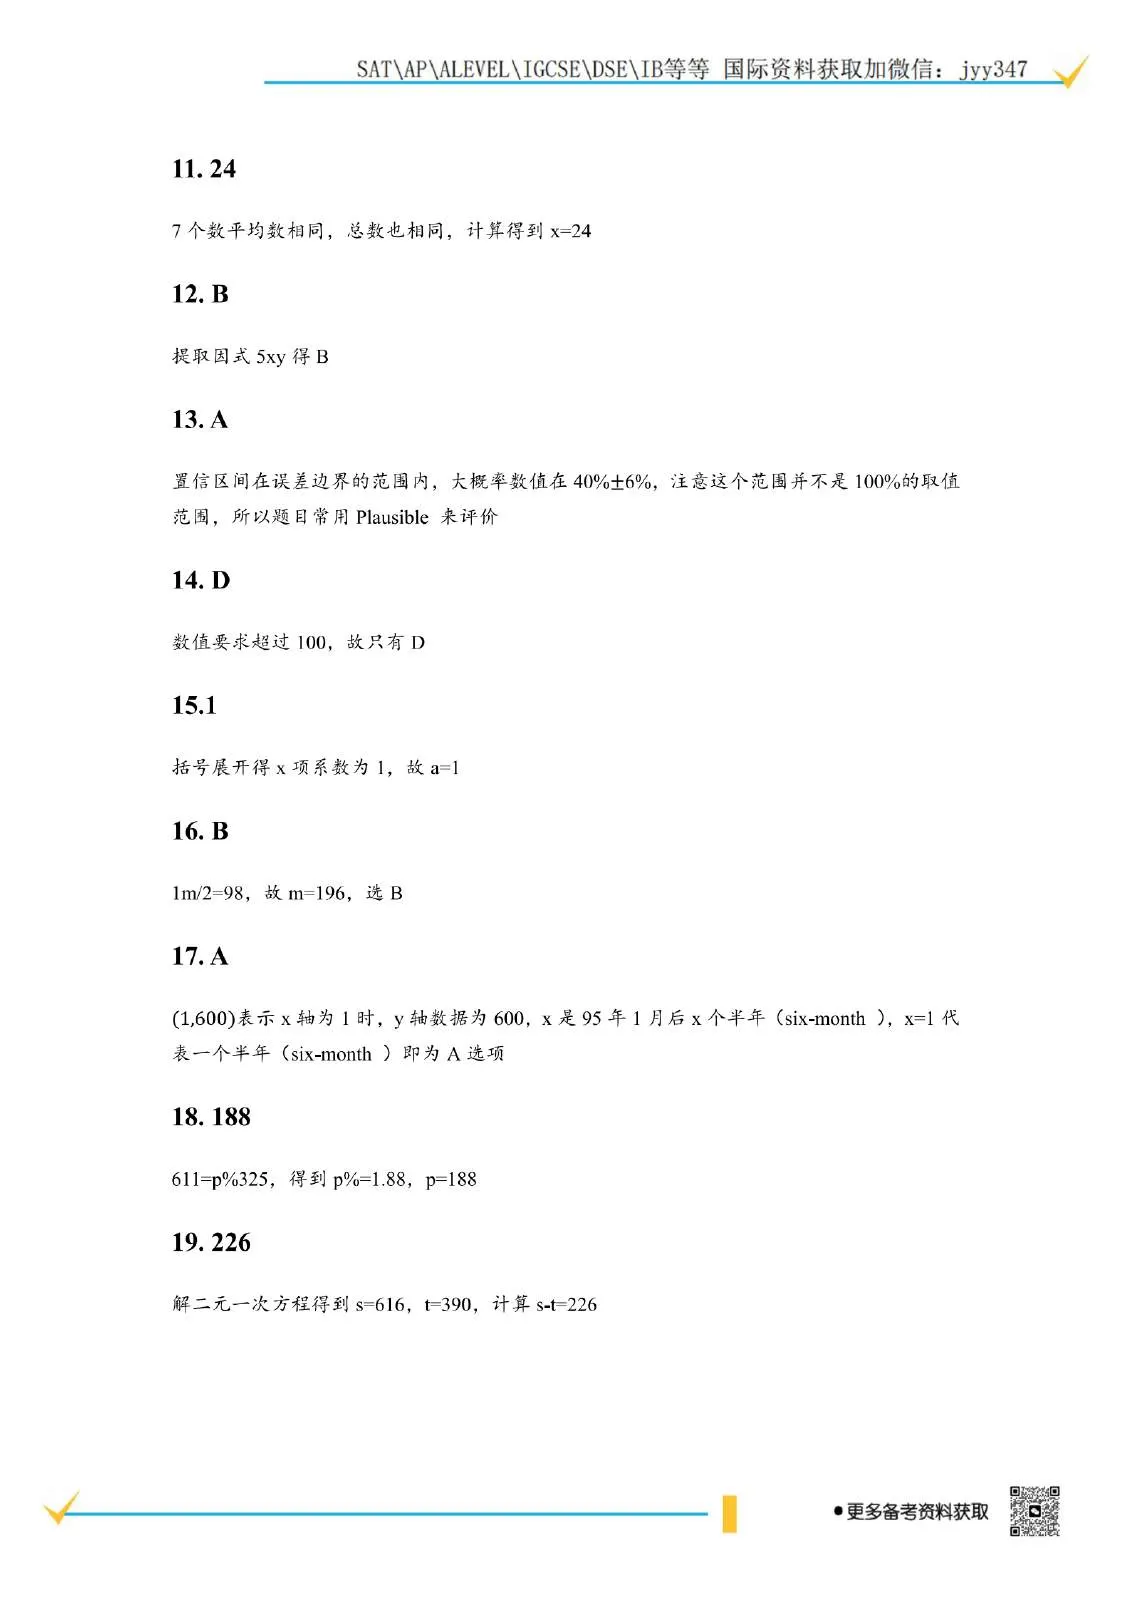 SAT\AP\ALEVEL\IGCSE\DSE\IB等等 国际资料获取加微信：jyy347
11. 24
7 个数平均数相同，总数也相同，计算得到 x=24
12. B
提取因式 5xy 得 B
13. A
置信区间在误差边界的范围内，大概率数值在 40%±6%，注意这个范围并不是 100%的取值
范围，所以题目常用 Plausible 来评价
14. D
数值要求超过 100，故只有 D
15.1
括号展开得 x 项系数为 1，故 a=1
16. B
1m/2=98，故 m=196，选 B
17. A
(1,600)表示 x 轴为 1 时，y 轴数据为 600，x 是 95 年 1 月后 x 个半年（six-month ），x=1 代
表一个半年（six-month ）即为 A 选项
18. 188
611=p%325，得到 p%=1.88，p=188
19. 226
解二元一次方程得到 s=616，t=390，计算 s-t=226
•更多备考资料获取